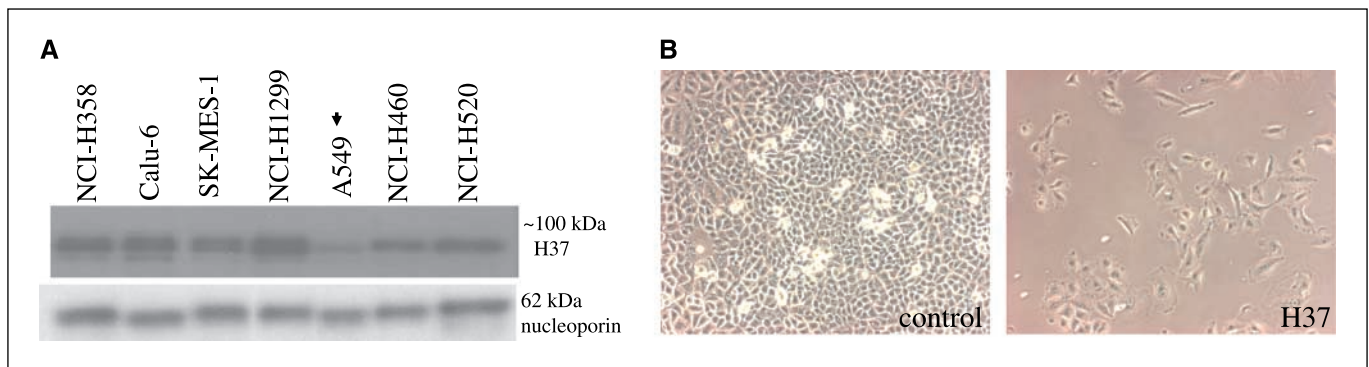 A
NCI-H358
Calu-6
SK-MES-1
NCI-H1299
A549
NCI-H460
NCI-H520
~100 kDa
H37
62 kDa
nucleoporin
B
control
H37